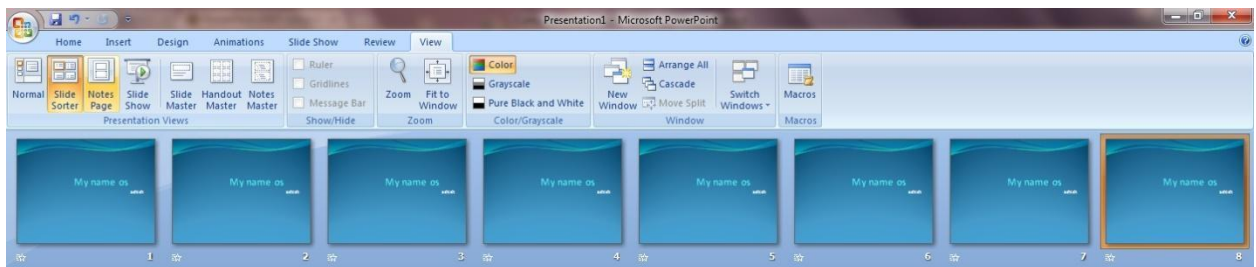 Presentation1 - Microsoft PowerPoint
Home Insert Design Animations Slide Show Review View
Normal Slide Sorter Notes Page Slide Show Slide Master Handout Master Notes Master
Presentation Views
Ruler
Gridlines
Message Bar
Show/Hide
Zoom Fit to Window
Zoom
Color
Grayscale
Pure Black and White
Color/Grayscale
New Window
Arrange All
Cascade
Move Split
Switch Windows
Window
Macros
Macros
My name os
1
My name os
2
My name os
3
My name os
4
My name os
5
My name os
6
My name os
7
My name os
8